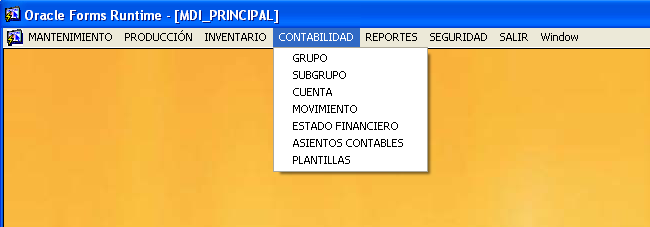 Oracle Forms Runtime - [MDI_PRINCIPAL]
MANTENIMIENTO PRODUCCIÓN INVENTARIO CONTABILIDAD REPORTES SEGURIDAD SALIR Window
GRUPO
SUBGRUPO
CUENTA
MOVIMIENTO
ESTADO FINANCIERO
ASIENTOS CONTABLES
PLANTILLAS